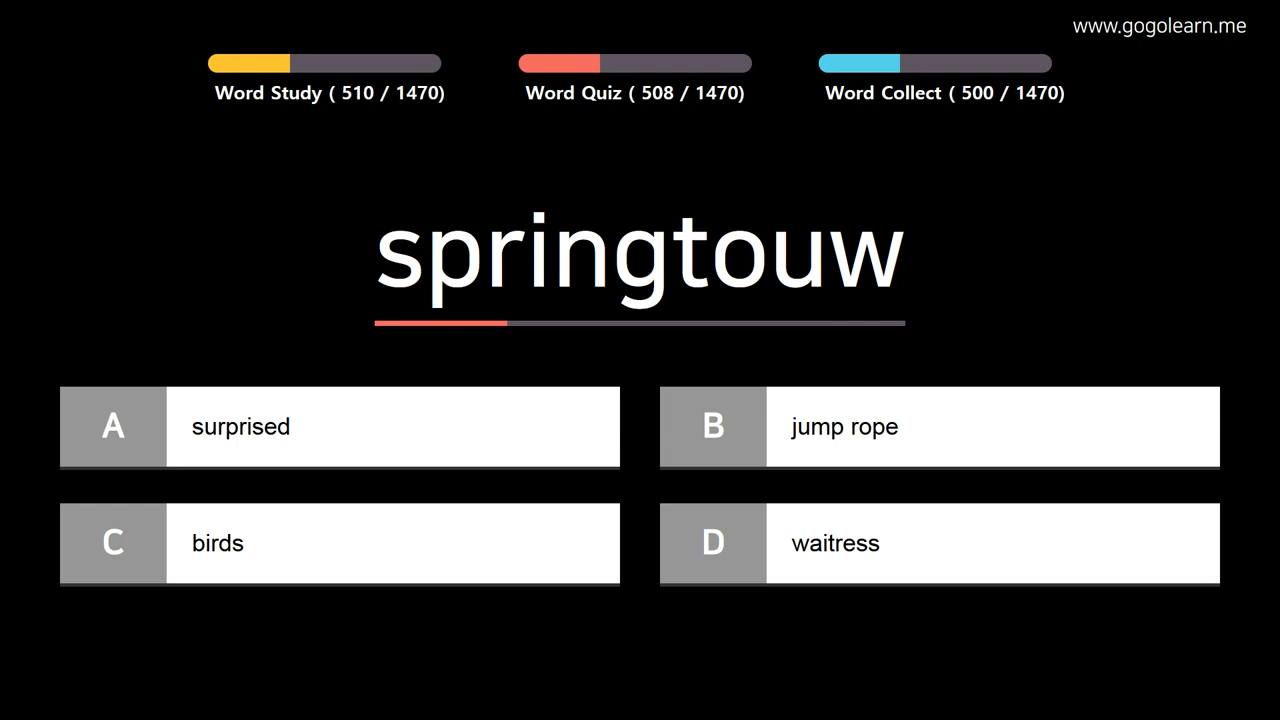 www.gogolearn.me
Word Study ( 510 / 1470)
Word Quiz ( 508 / 1470)
Word Collect ( 500 / 1470)
springtouw
A
surprised
B
jump rope
C
birds
D
waitress